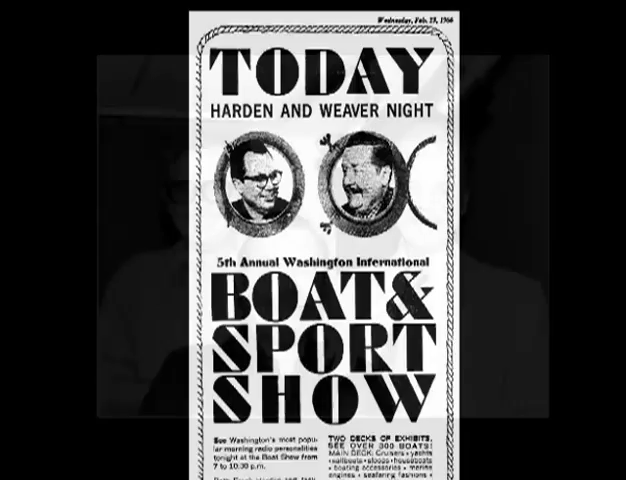 Wednesday, Feb. 23, 1966
TODAY
HARDEN AND WEAVER NIGHT
5th Annual Washington International
BOAT&
SPORT
SHOW
See Washington's most popu-
lar morning radio personalities
tonight at the Boat Show from
7 to 10:30 p.m.
TWO DECKS OF EXHIBITS,
SEE OVER 300 BOATS!
MAIN DECK: Cruisers • yachts
• sailboats • sloops • houseboats
• boating accessories • marine
engines • seafaring fashions •